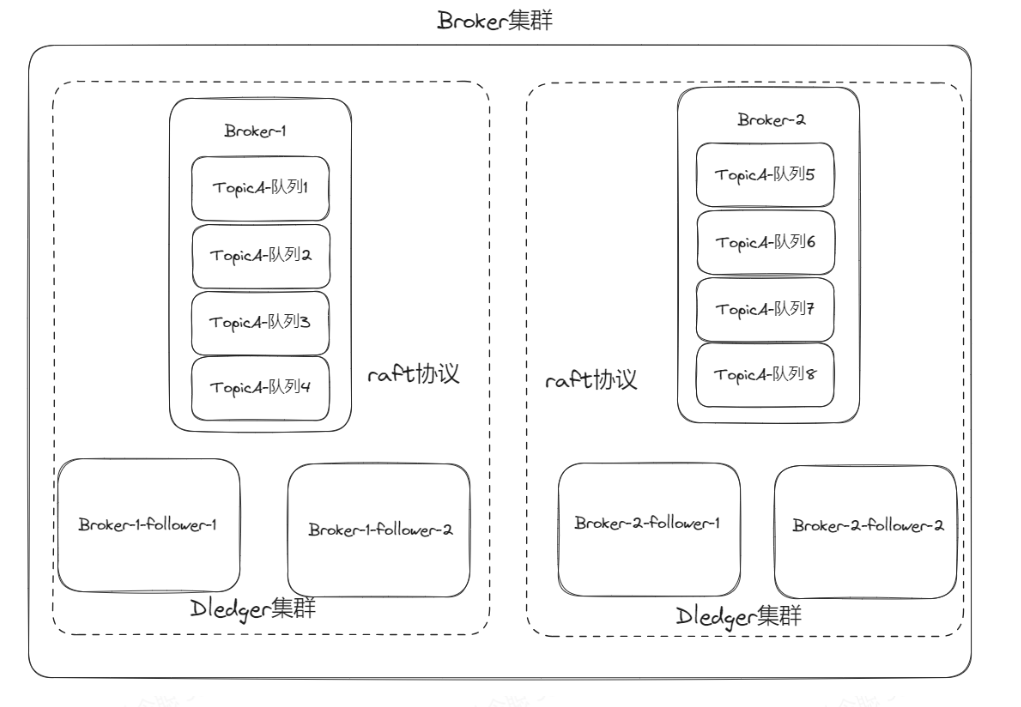 Broker集群
Broker-1
TopicA-队列1
TopicA-队列2
TopicA-队列3
TopicA-队列4
raft协议
Broker-1-follower-1
Broker-1-follower-2
Dledger集群
Broker-2
TopicA-队列5
TopicA-队列6
TopicA-队列7
TopicA-队列8
raft协议
Broker-2-follower-1
Broker-2-follower-2
Dledger集群